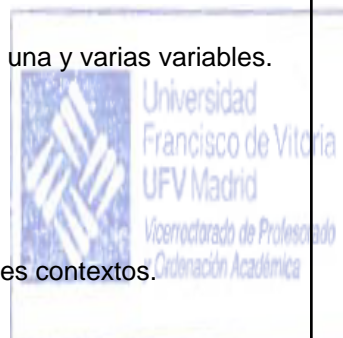 una y varias variables.
Universidad
Francisco de Vitoria
UFV Madrid
Vicerrectorado de Profesorado
y Ordenación Académica
es contextos.